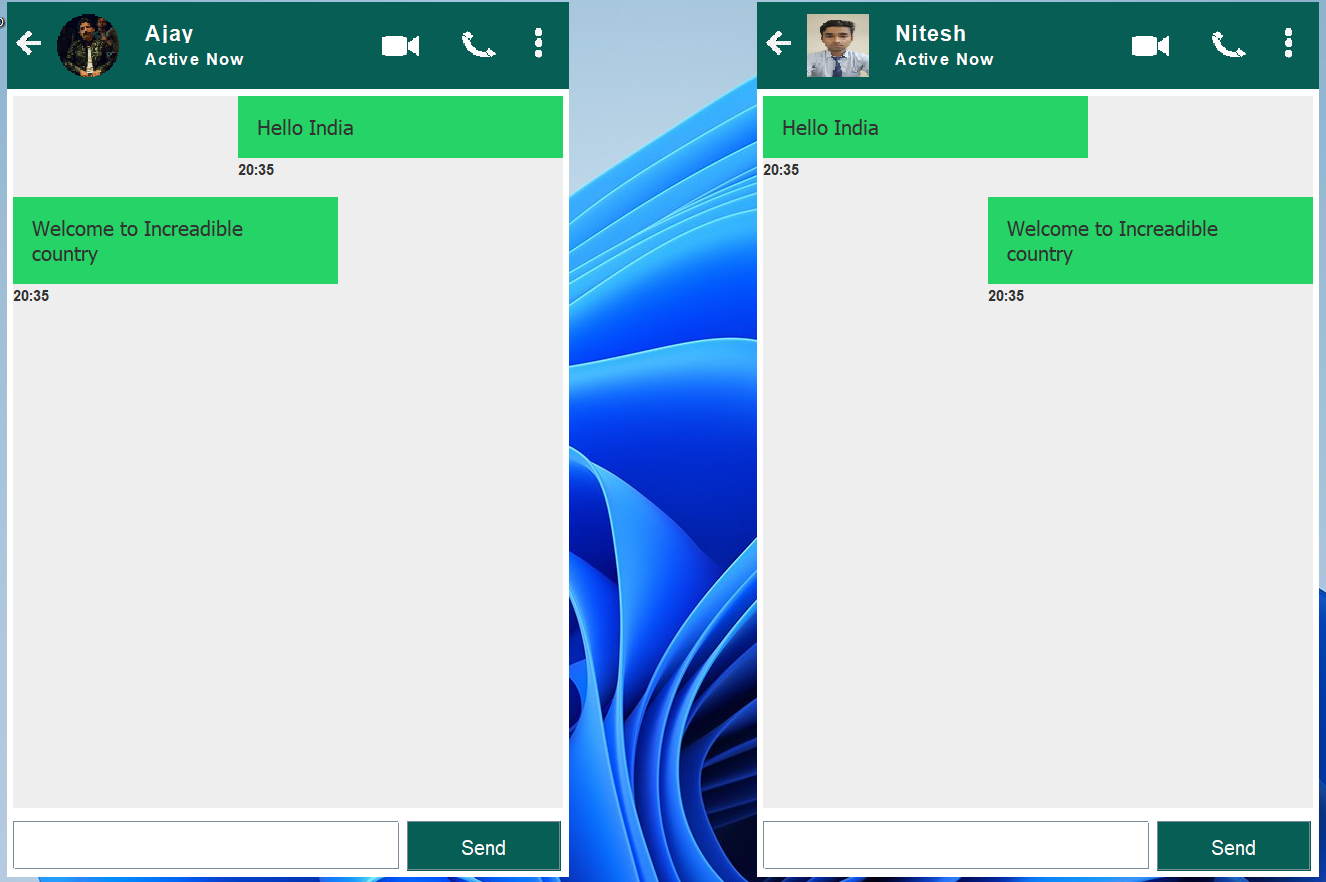 Ajay
Active Now
Hello India
20:35
Welcome to Increadible
country
20:35
Send
Nitesh
Active Now
Hello India
20:35
Welcome to Increadible
country
20:35
Send